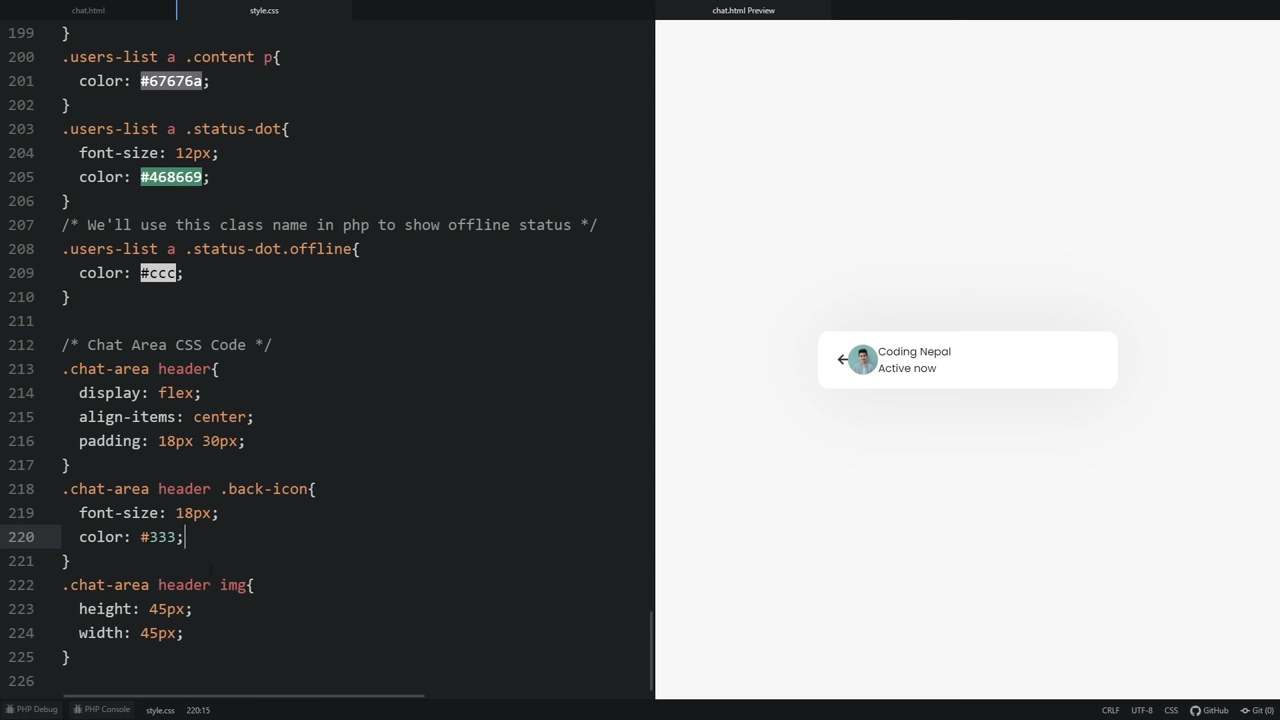 chat.html
style.css
chat.html Preview
199 }
200 .users-list a .content p{
201 color: #67676a;
202 }
203 .users-list a .status-dot{
204 font-size: 12px;
205 color: #468669;
206 }
207 /* We'll use this class name in php to show offline status */
208 .users-list a .status-dot.offline{
209 color: #ccc;
210 }
211
212 /* Chat Area CSS Code */
213 .chat-area header{
214 display: flex;
215 align-items: center;
216 padding: 18px 30px;
217 }
218 .chat-area header .back-icon{
219 font-size: 18px;
220 color: #333;
221 }
222 .chat-area header img{
223 height: 45px;
224 width: 45px;
225 }
226
Coding Nepal
Active now
PHP Debug
PHP Console
style.css
220:15
CRLF
UTF-8
CSS
GitHub
Git (0)